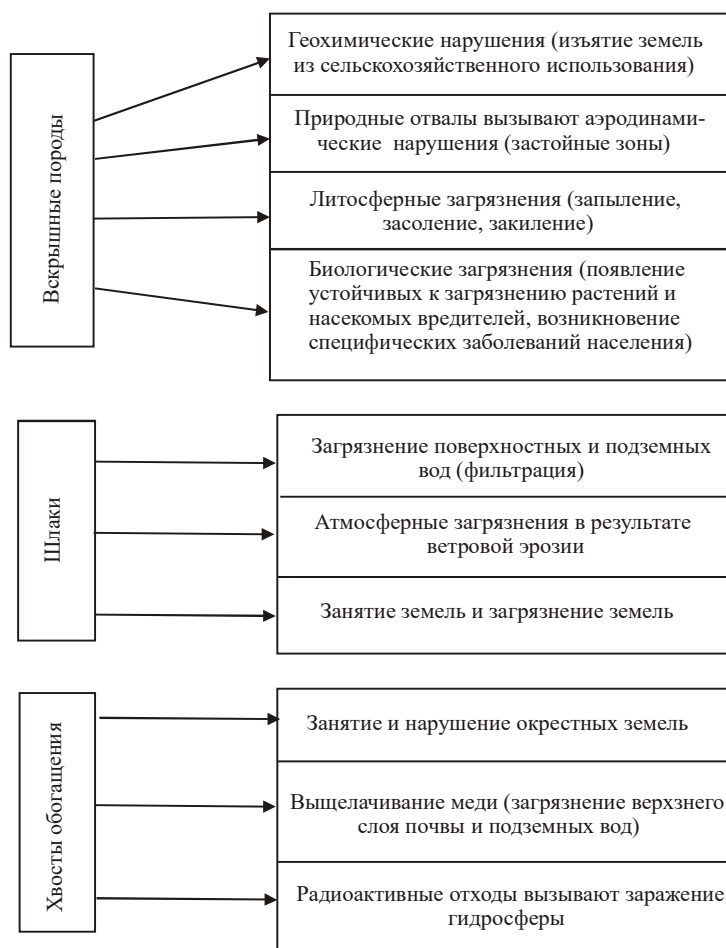 Вскрышные породы
Геохимические нарушения (изъятие земель
из сельскохозяйственного использования)
Природные отвалы вызывают аэродинами-
ческие нарушения (застойные зоны)
Литосферные загрязнения (запыление,
засоление, закиление)
Биологические загрязнения (появление
устойчивых к загрязнению растений и
насекомых вредителей, возникновение
специфических заболеваний населения)
Шлаки
Загрязнение поверхностных и подземных
вод (фильтрация)
Атмосферные загрязнения в результате
ветровой эрозии
Занятие земель и загрязнение земель
Хвосты обогащения
Занятие и нарушение окрестных земель
Выщелачивание меди (загрязнение верхзнего
слоя почвы и подземных вод)
Радиоактивные отходы вызывают заражение
гидросферы